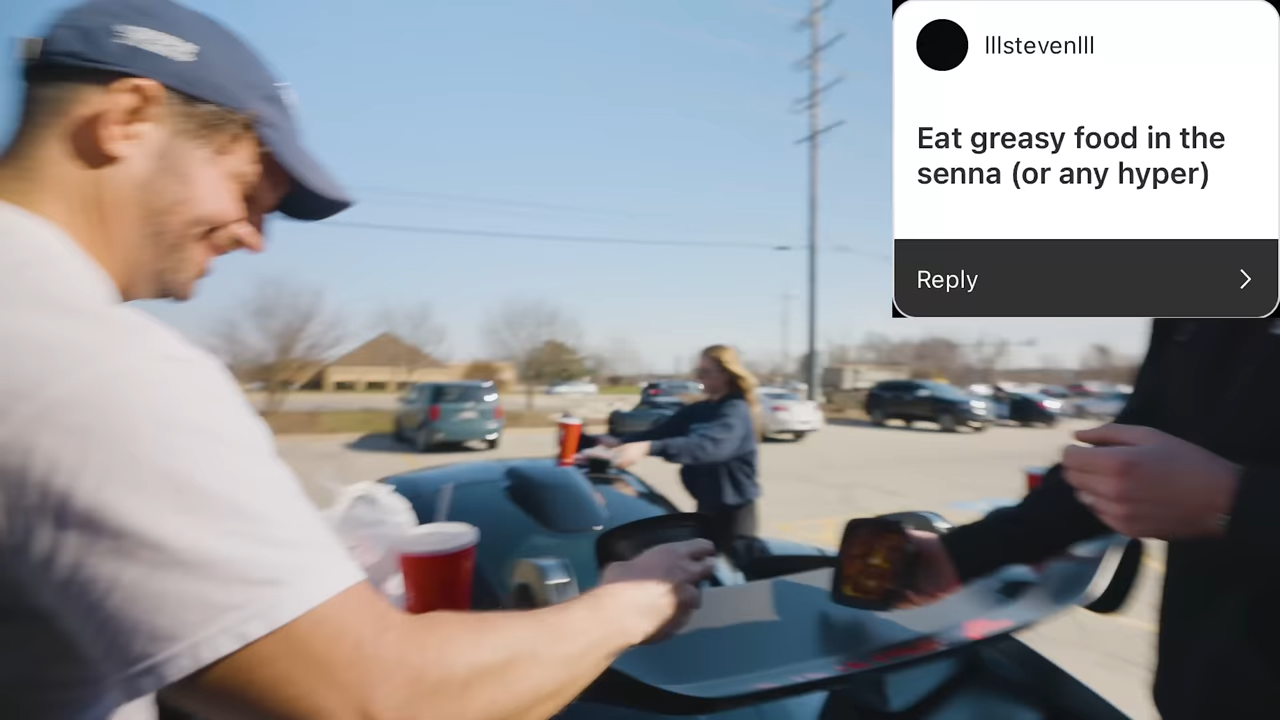 lllstevenlll
Eat greasy food in the
senna (or any hyper)
Reply